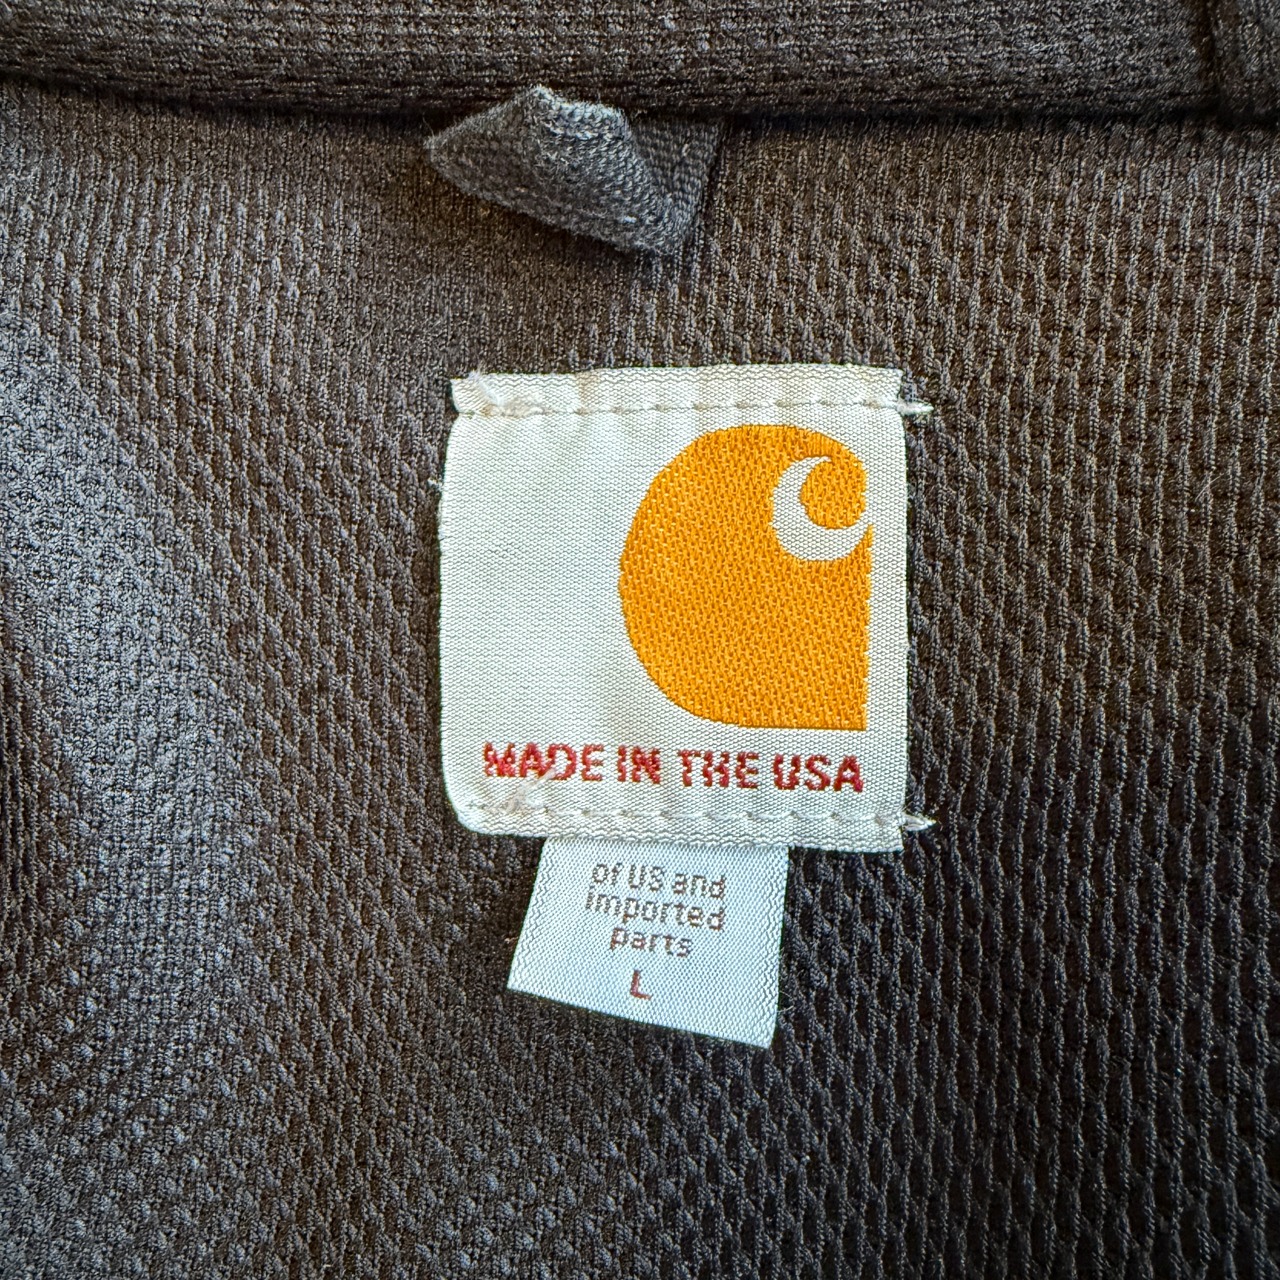 MADE IN THE USA
of US and
imported
parts
L